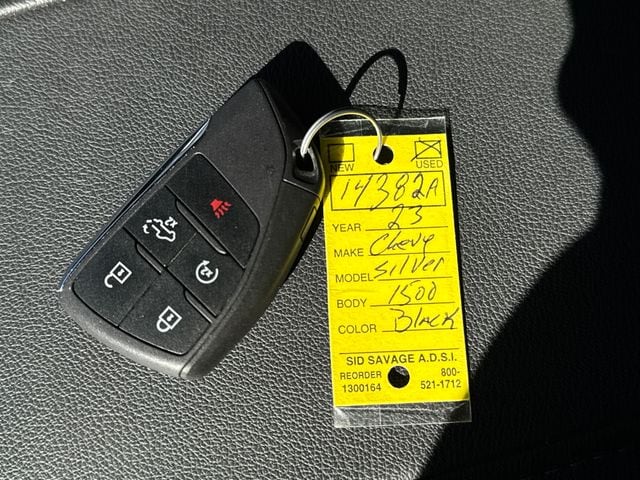 NEW USED
14382A
YEAR 23
MAKE Chevy
MODEL Silver
BODY 1500
COLOR Black
SID SAVAGE A.D.S.I.
REORDER 800-
1300164 521-1712
x2